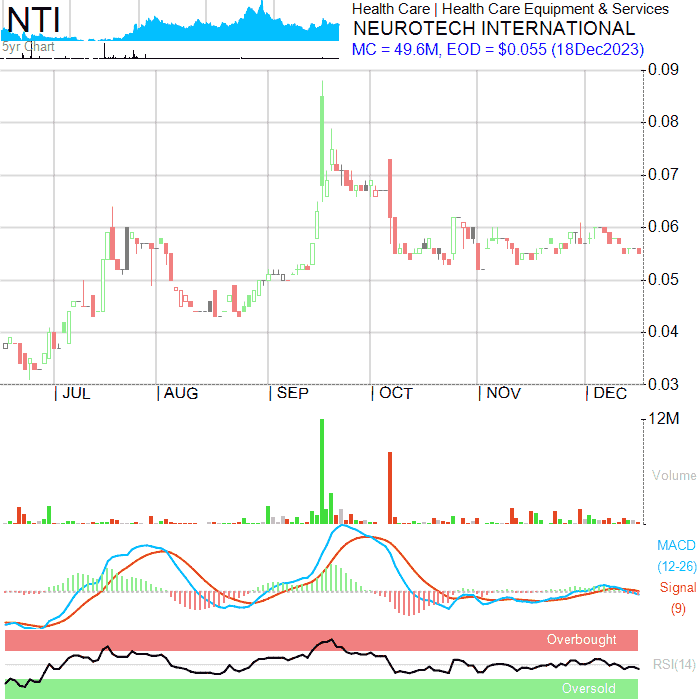 NTI
5yr Chart
Health Care | Health Care Equipment & Services
NEUROTECH INTERNATIONAL
MC = 49.6M, EOD = $0.055 (18Dec2023)
0.09
0.08
0.07
0.06
0.05
0.04
0.03
JUL AUG SEP OCT NOV DEC
12M
Volume
MACD
(12-26)
Signal
(9)
Overbought
RSI(14)
Oversold